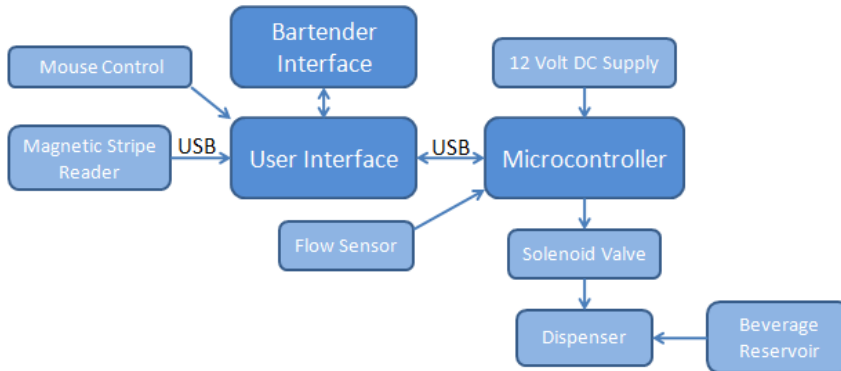 Bartender
Interface
Mouse Control
12 Volt DC Supply
Magnetic Stripe
Reader
USB
User Interface
USB
Microcontroller
Flow Sensor
Solenoid Valve
Dispenser
Beverage
Reservoir